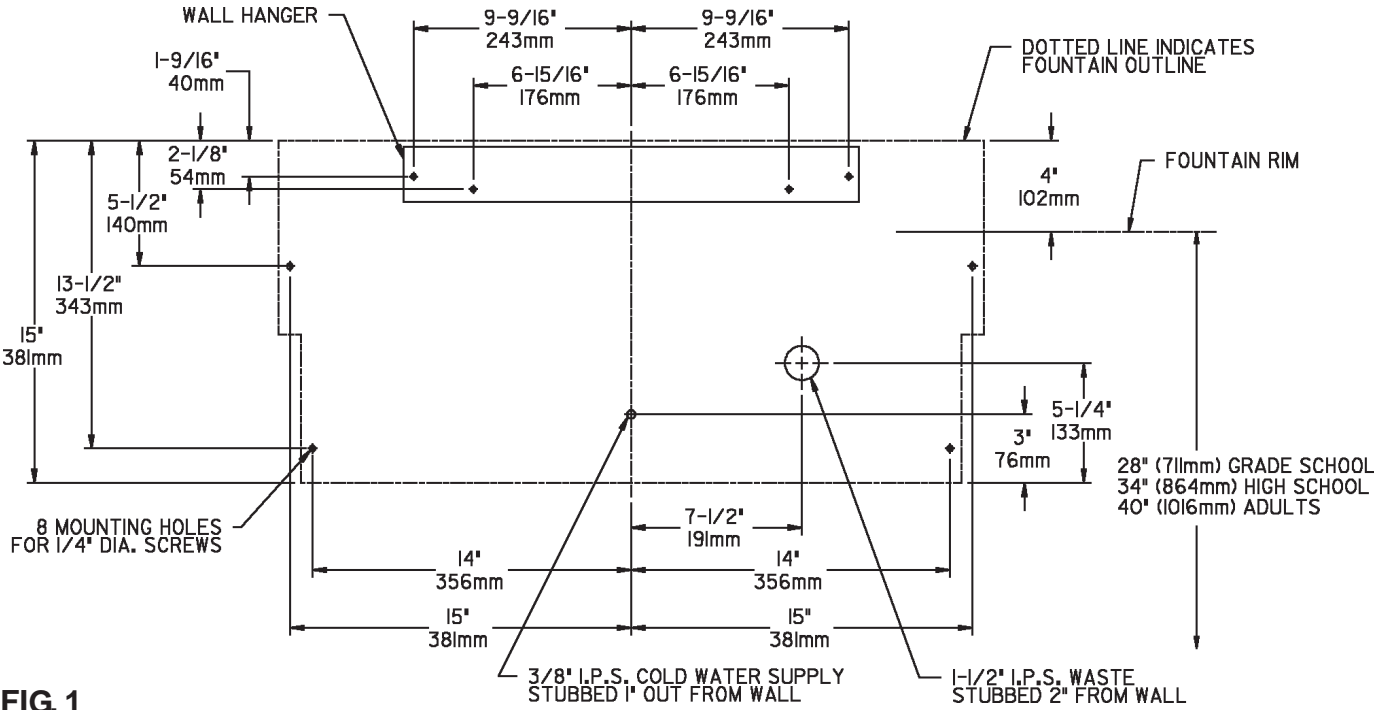 WALL HANGER
9-9/16"
243mm
9-9/16"
243mm
1-9/16"
40mm
6-15/16"
176mm
6-15/16"
176mm
DOTTED LINE INDICATES
FOUNTAIN OUTLINE
2-1/8"
54mm
5-1/2"
140mm
4"
102mm
FOUNTAIN RIM
13-1/2"
343mm
15"
381mm
5-1/4"
133mm
3"
76mm
28" (711mm) GRADE SCHOOL
34" (864mm) HIGH SCHOOL
40" (1016mm) ADULTS
8 MOUNTING HOLES
FOR 1/4" DIA. SCREWS
7-1/2"
191mm
14"
356mm
14"
356mm
15"
381mm
15"
381mm
3/8" I.P.S. COLD WATER SUPPLY
STUBBED 1" OUT FROM WALL
1-1/2" I.P.S. WASTE
STUBBED 2" FROM WALL
FIG. 1